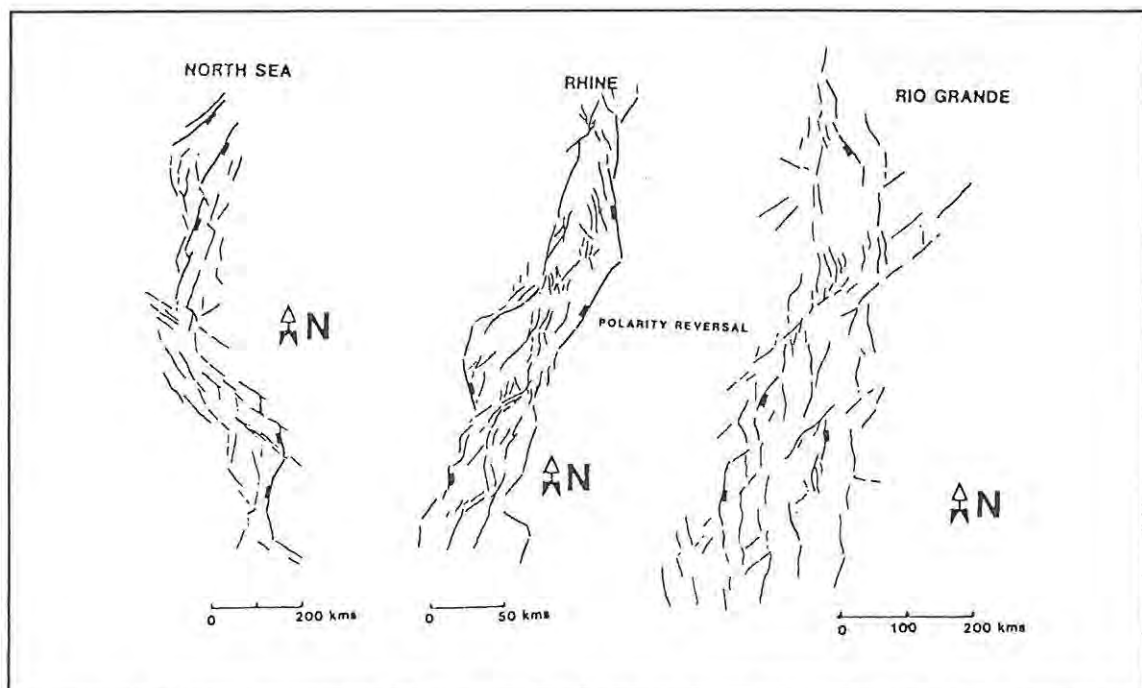 NORTH SEA
RHINE
RIO GRANDE
N
POLARITY REVERSAL
N
N
0 200 kms
0 50 kms
0 100 200 kms